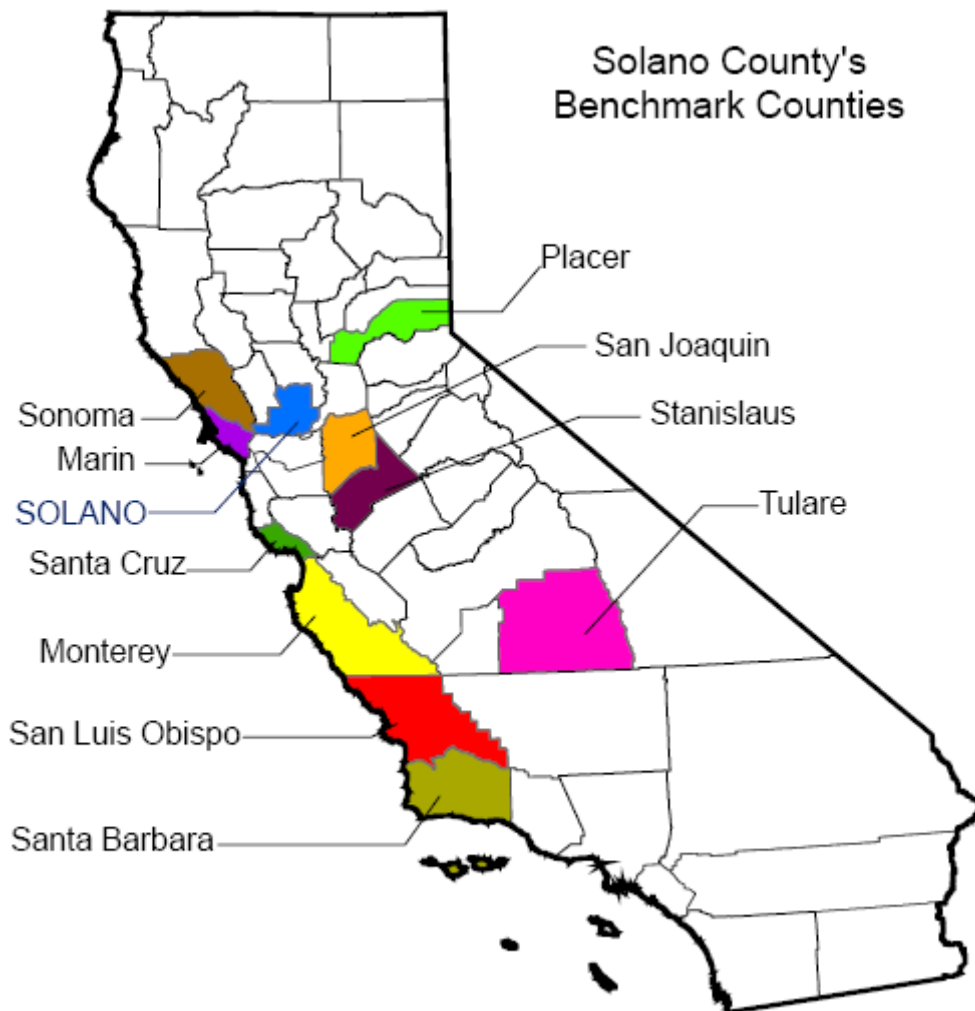 Solano County's
Benchmark Counties
Placer
San Joaquin
Stanislaus
Sonoma
Marin
SOLANO
Tulare
Santa Cruz
Monterey
San Luis Obispo
Santa Barbara